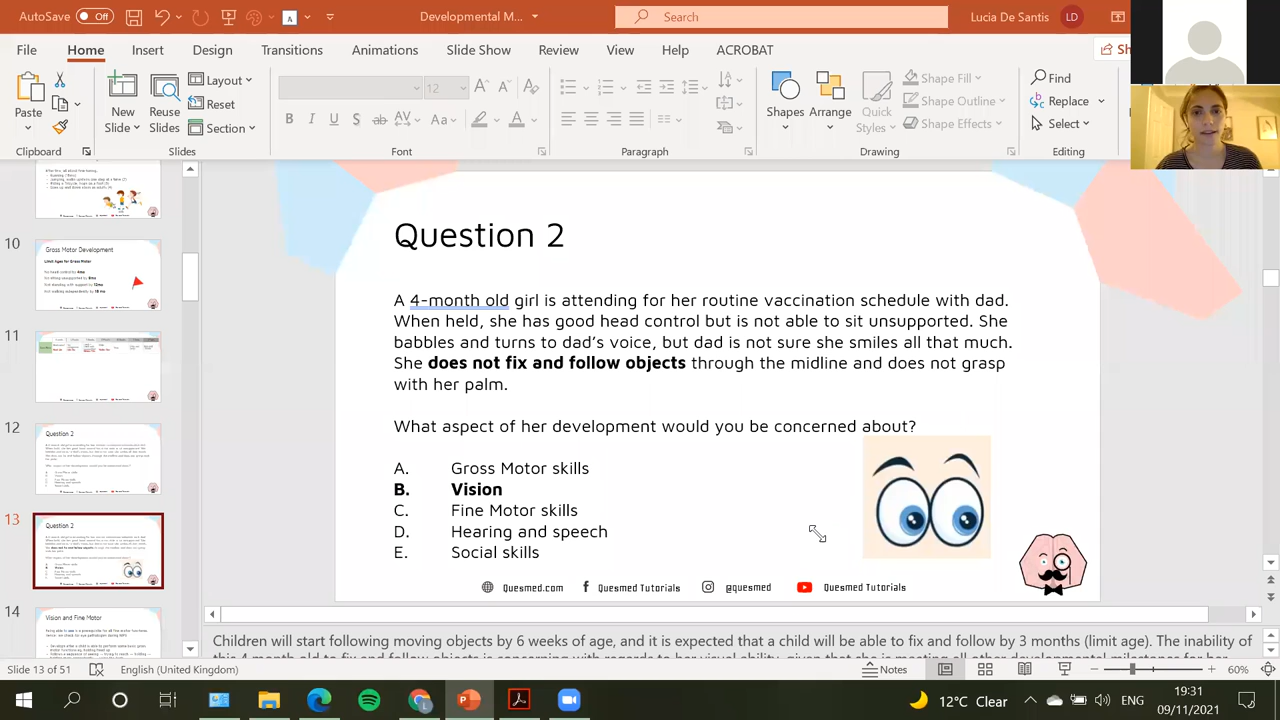 AutoSave Off
Developmental M...
Search
Lucia De Santis LD
File Home Insert Design Transitions Animations Slide Show Review View Help ACROBAT
Paste
New Slide
Reuse Slides
Layout
Reset
Section
Shapes
Arrange
Quick Styles
Shape Fill
Shape Outline
Shape Effects
Find
Replace
Select
Clipboard Slides Font Paragraph Drawing Editing
10
Gross Motor Development
11
12
Question 2
13
Question 2
14
Vision and Fine Motor
Question 2
A 4-month old girl is attending for her routine vaccination schedule with dad.
When held, she has good head control but is not able to sit unsupported. She
babbles and turns to dad's voice, but dad is not sure she smiles all that much.
She does not fix and follow objects through the midline and does not grasp
with her palm.
What aspect of her development would you be concerned about?
A. Gross Motor skills
B. Vision
C. Fine Motor skills
D. Hearing and speech
E. Social skills
Quesmed.com Quesmed Tutorials @quesmed Quesmed Tutorials
Children will start following moving objects at 6 weeks of age, and it is expected that a child will be able to fix and follow by 3 months (limit age). The inability of
Slide 13 of 51 English (United Kingdom) Notes 60%
12°C Clear ENG 19:31
09/11/2021